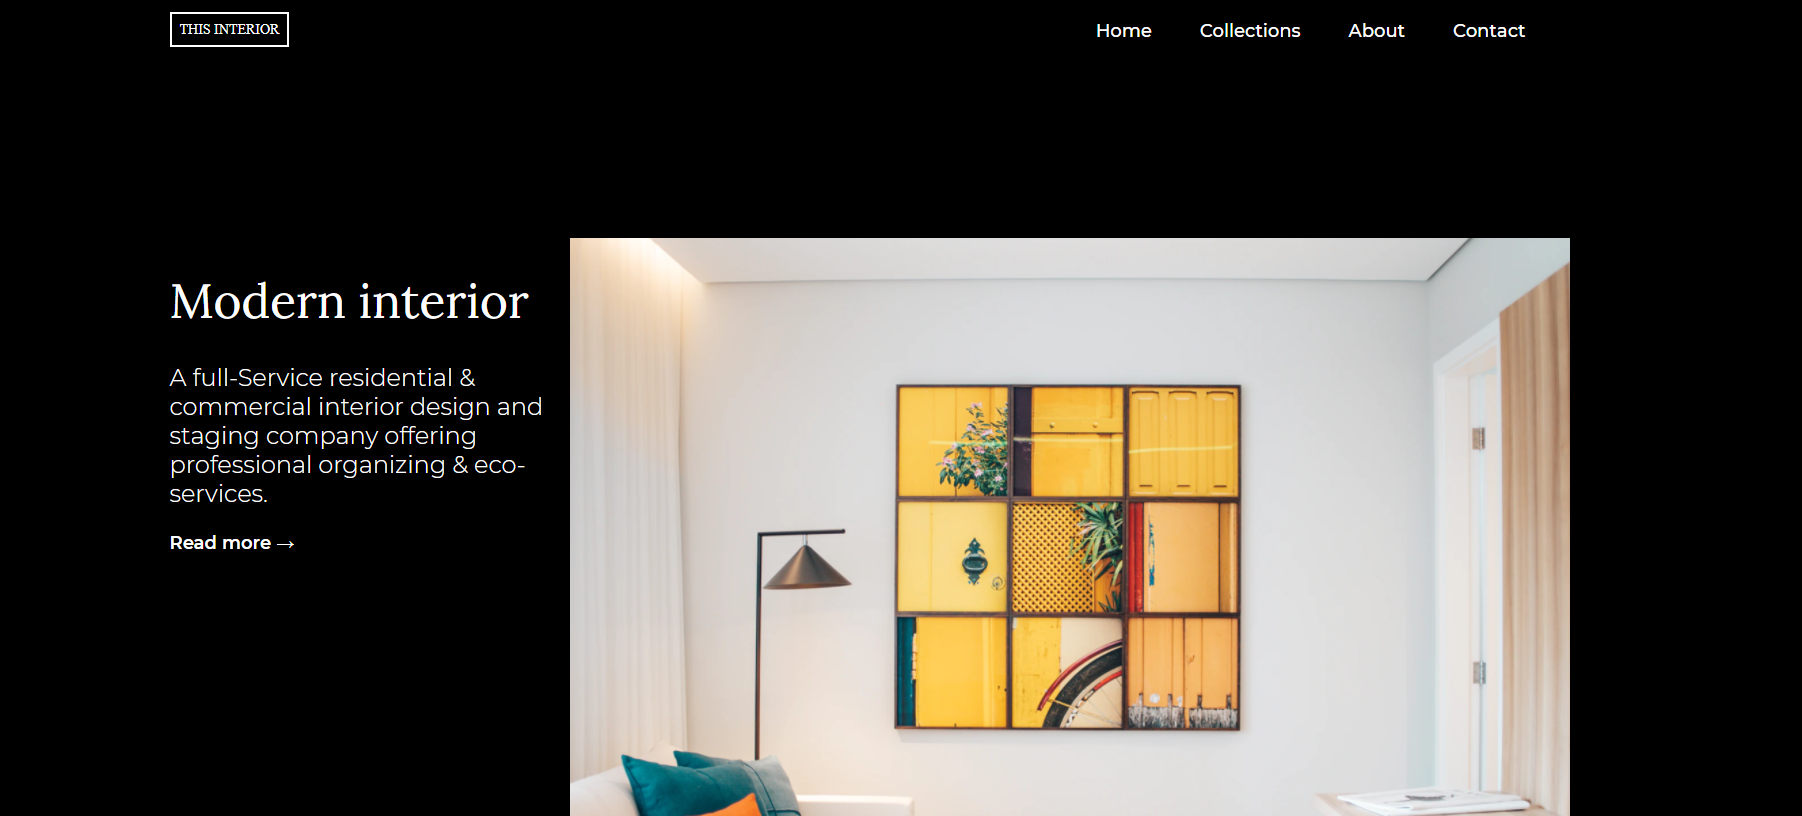 THIS INTERIOR
Home Collections About Contact
Modern interior
A full-Service residential &
commercial interior design and
staging company offering
professional organizing & eco-
services.
Read more →